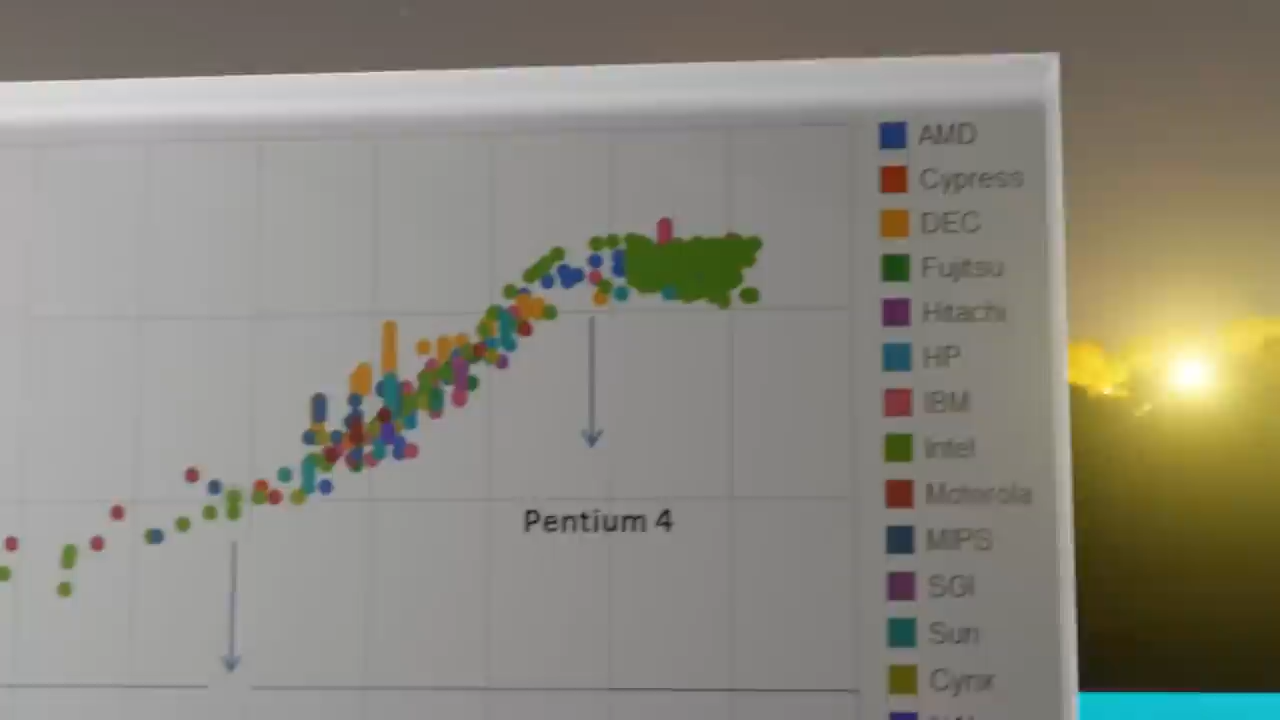 AMD
Cypress
DEC
Fujitsu
Hitachi
HP
IBM
Intel
Pentium 4
Motorola
MIPS
SGI
Sun
Cyrix